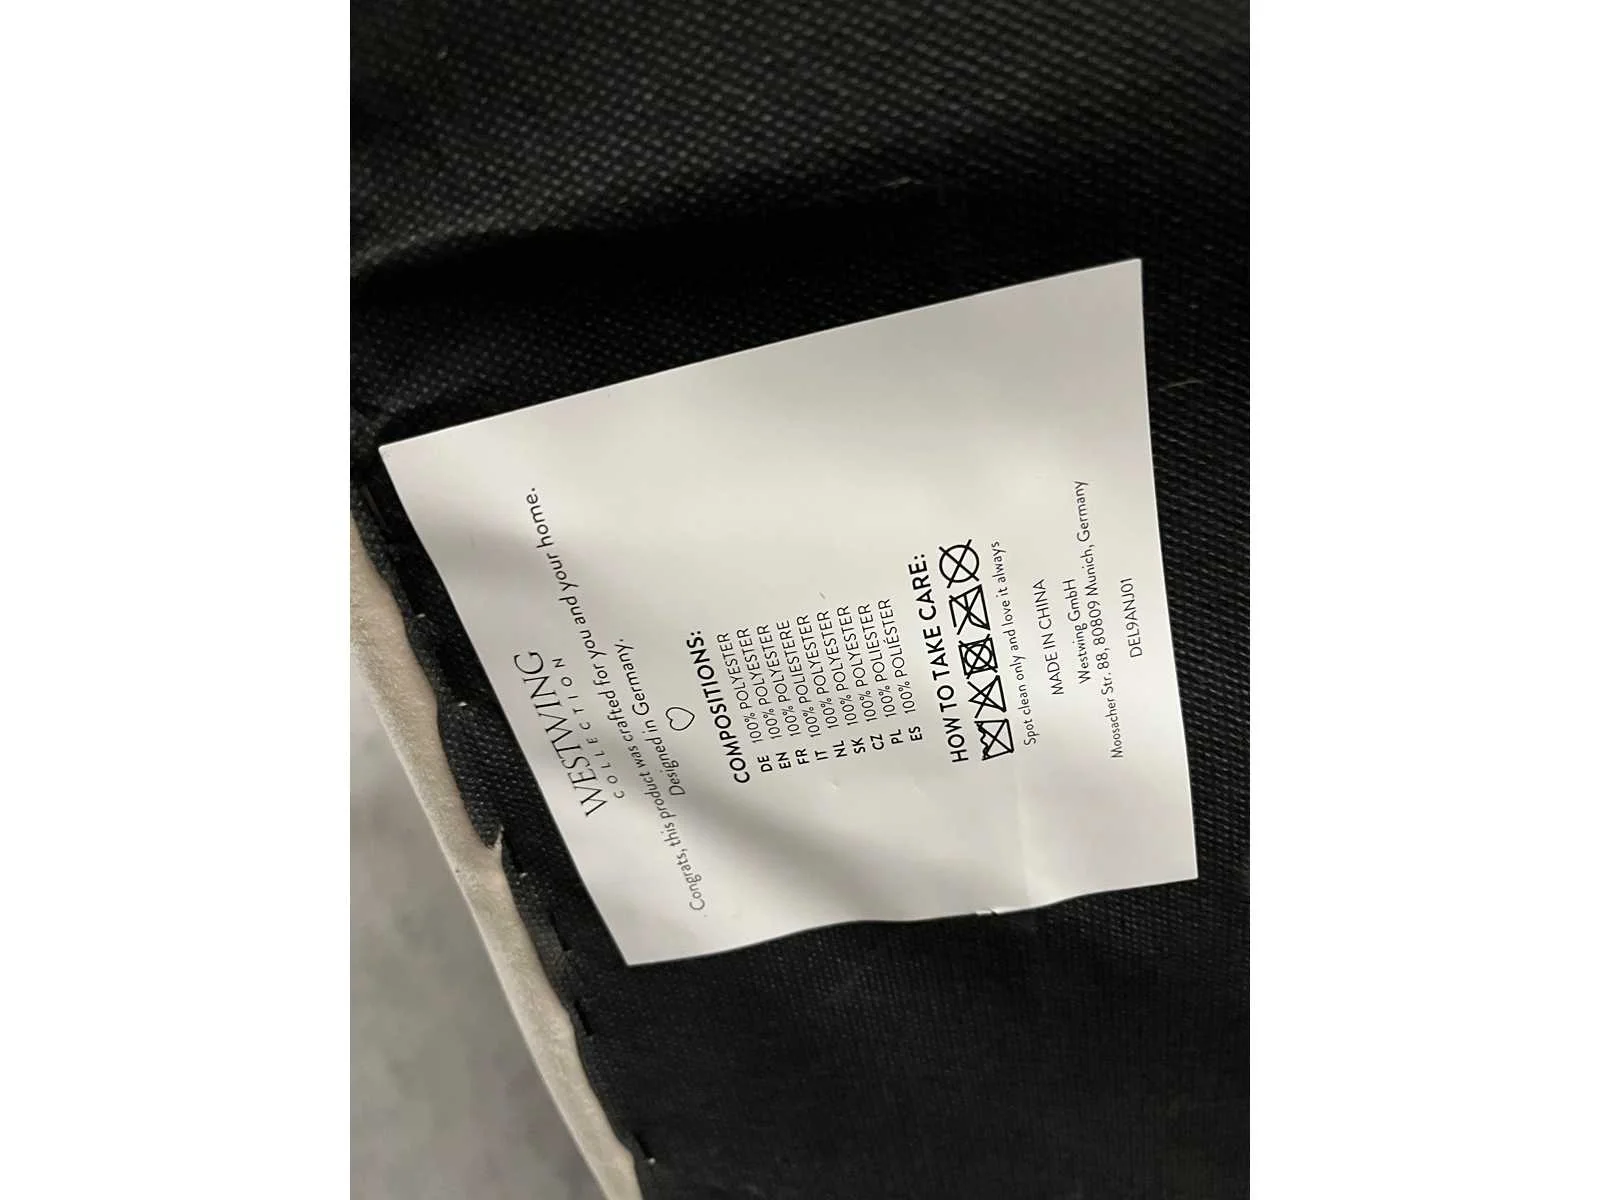 WESTWING
COLLECTION
Congrats, this product was crafted for you and your home.
Designed in Germany.
COMPOSITIONS:
DE 100% POLYESTER
EN 100% POLYESTER
FR 100% POLYESTERE
IT 100% POLIESTERE
NL 100% POLYESTER
SK 100% POLYESTER
CZ 100% POLYESTER
PL 100% POLIESTER
ES 100% POLIÉSTER
HOW TO TAKE CARE:
Spot clean only and love it always
MADE IN CHINA
Westwing GmbH
Moosacher Str. 88, 80809 Munich, Germany
DEL9ANJ01